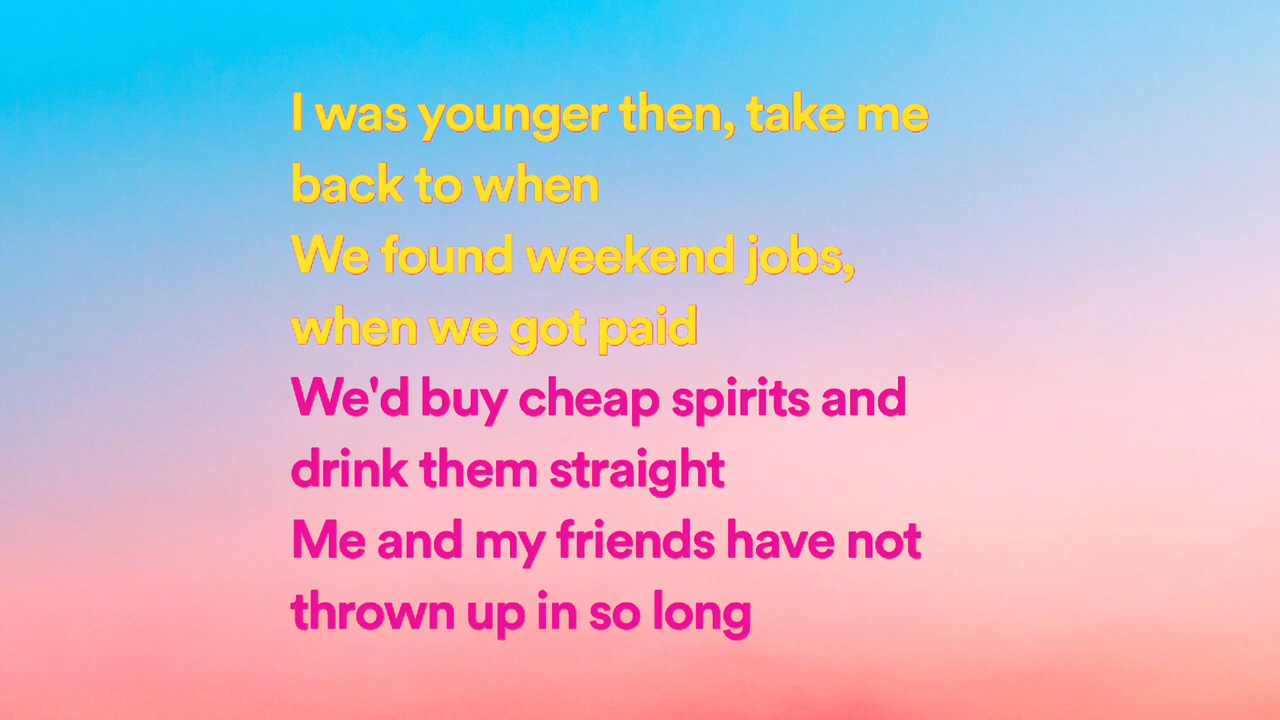 I was younger then, take me
back to when
We found weekend jobs,
when we got paid
We'd buy cheap spirits and
drink them straight
Me and my friends have not
thrown up in so long